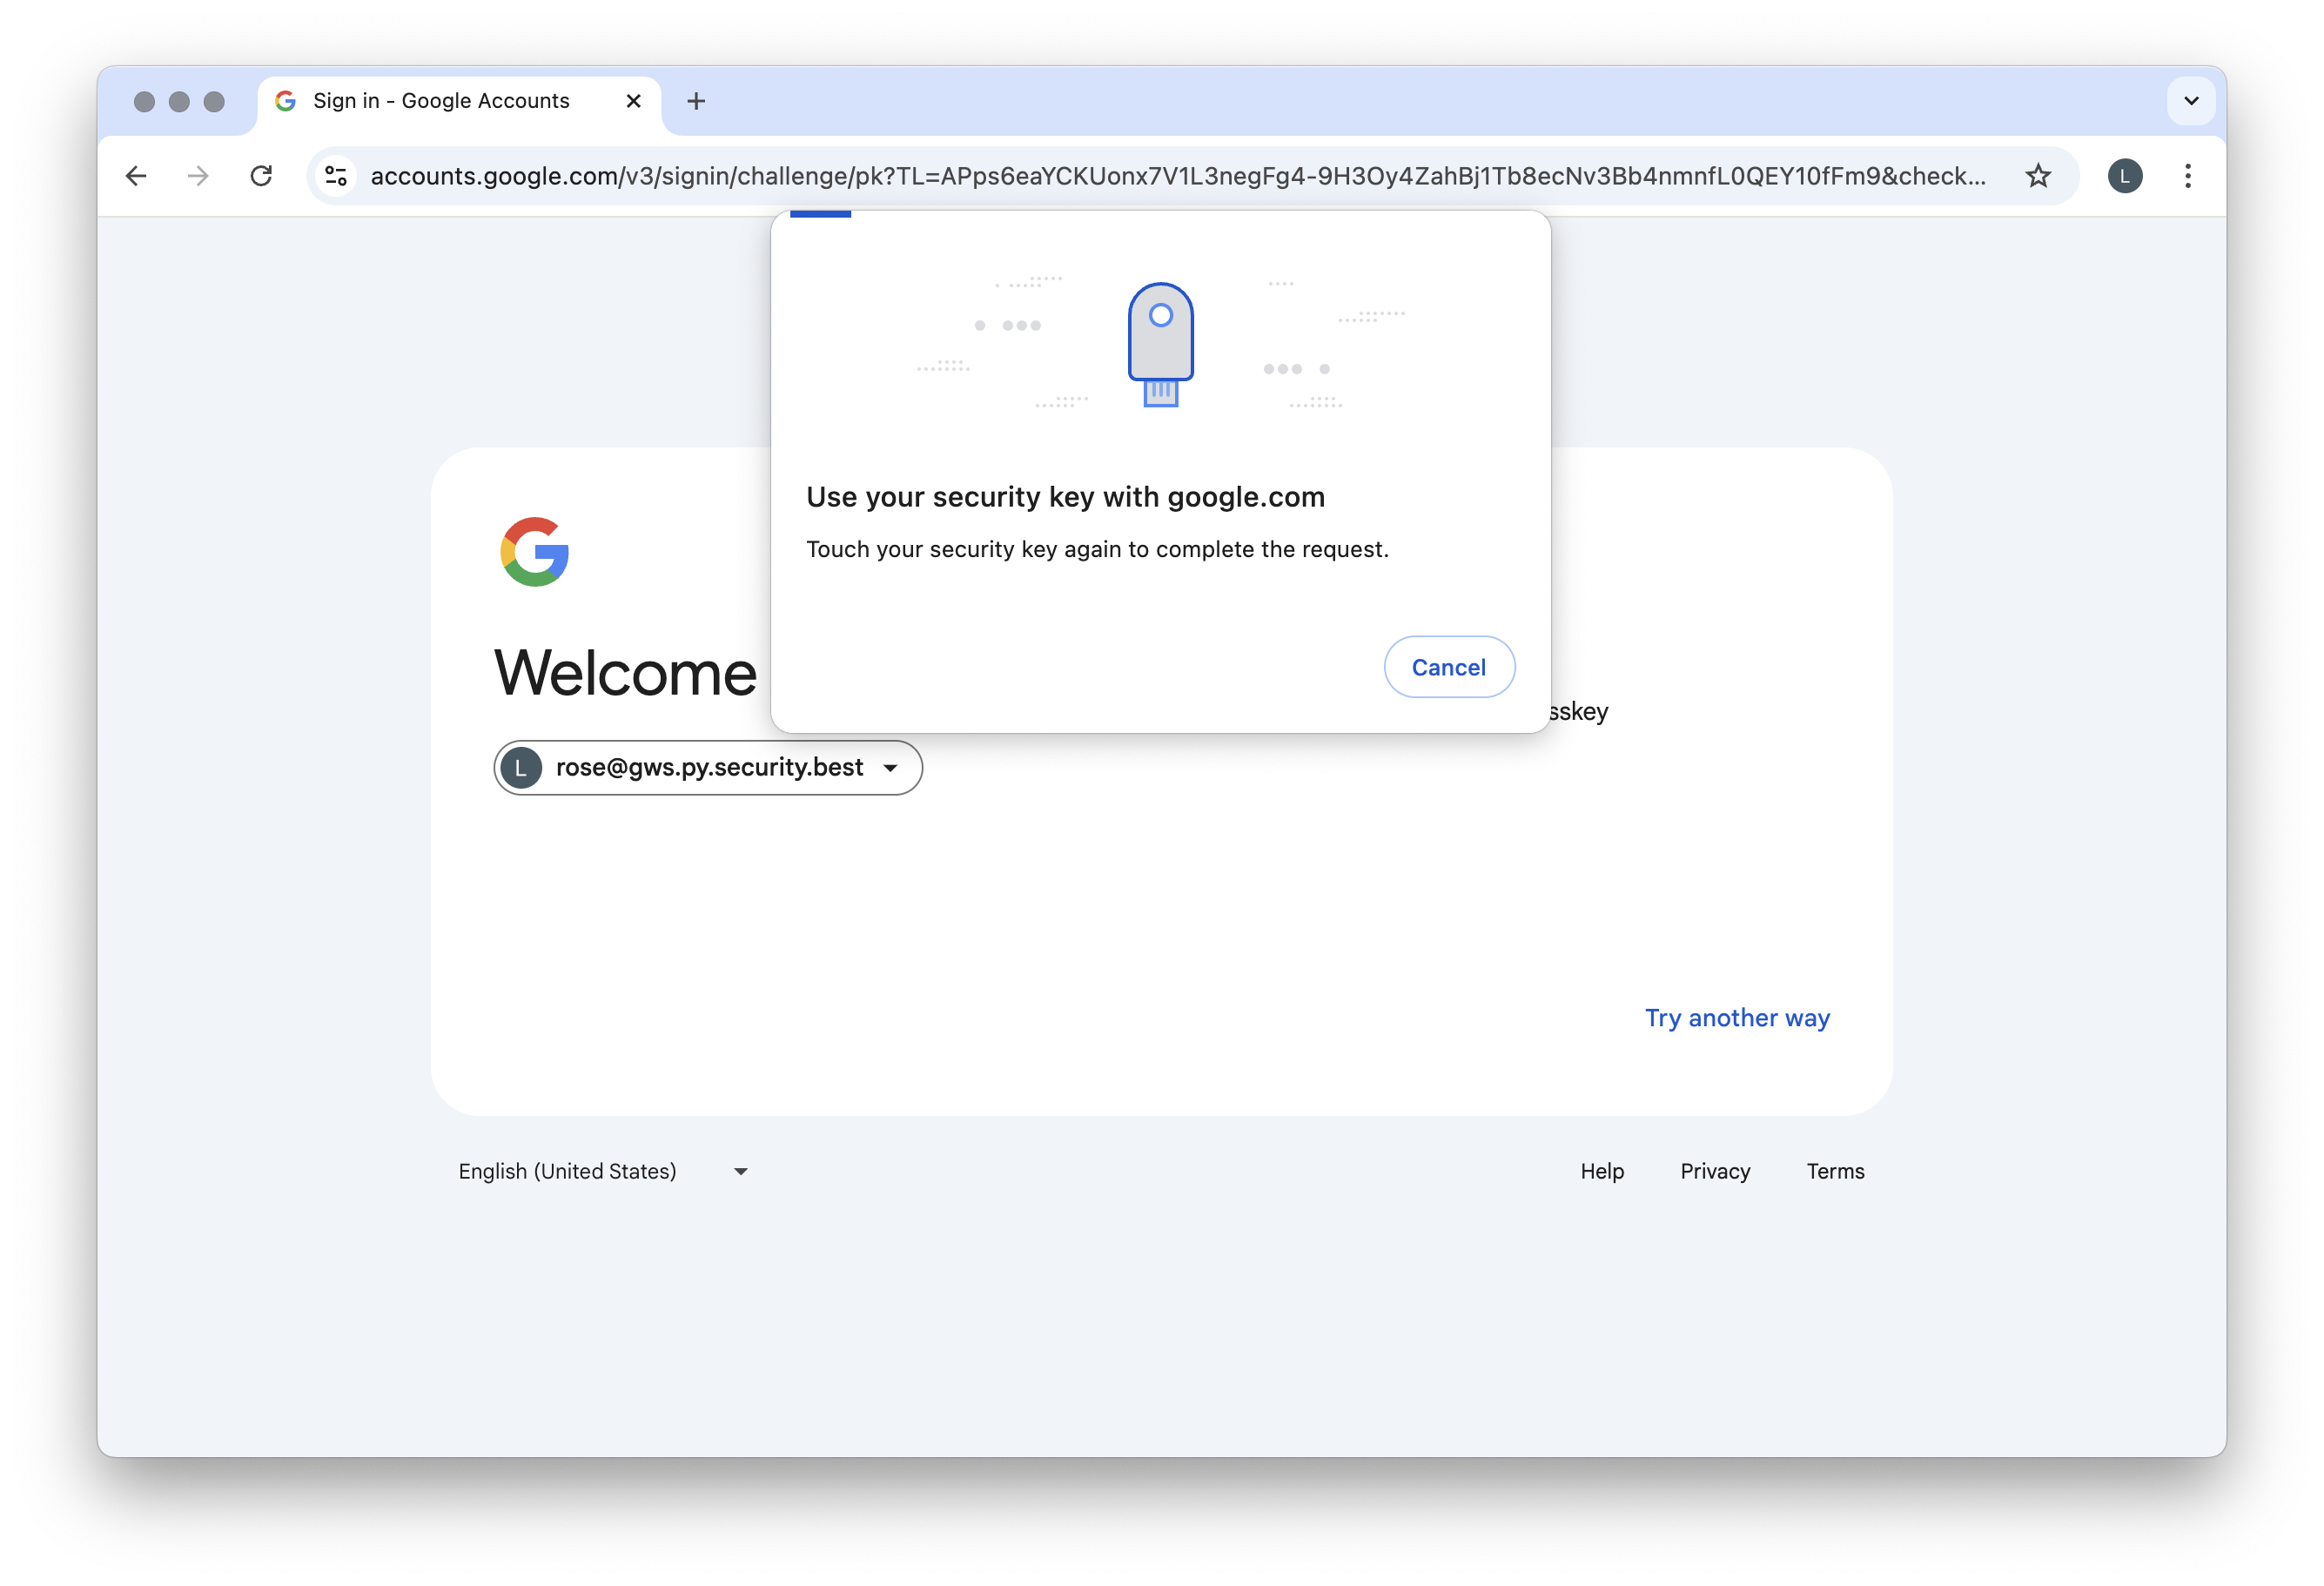 Sign in - Google Accounts
accounts.google.com/v3/signin/challenge/pk?TL=APps6eaYCKUonx7V1L3negFg4-9H3Oy4ZahBj1Tb8ecNv3Bb4nmnfL0QEY10fFm9&check...
L
Use your security key with google.com
Touch your security key again to complete the request.
Cancel
Welcome
sskey
L rose@gws.py.security.best
Try another way
English (United States)
Help Privacy Terms